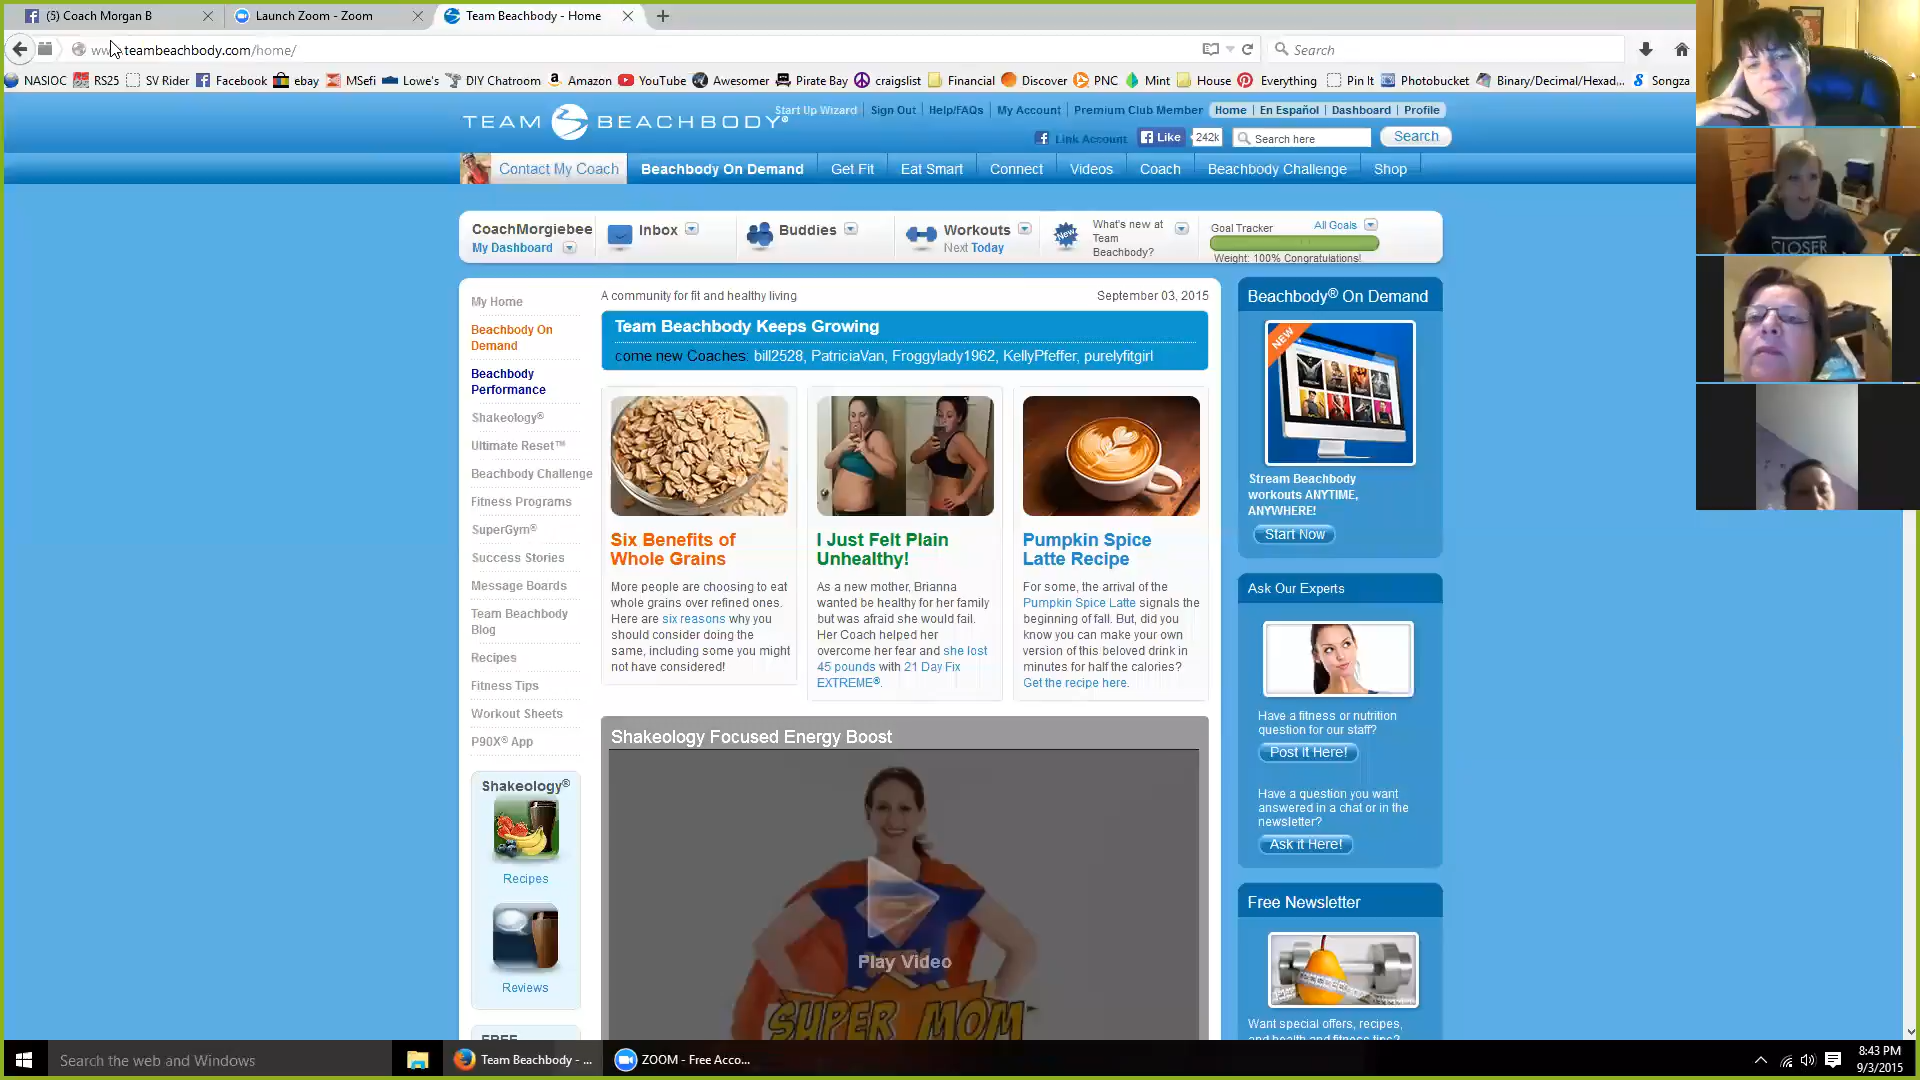 (5) Coach Morgan B
Launch Zoom - Zoom
Team Beachbody - Home
teambeachbody.com/home/
Search
NASIOC RS25 SV Rider Facebook ebay MSefi Lowe's DIY Chatroom Amazon YouTube Awesomer Pirate Bay craigslist Financial Discover PNC Mint House Everything Pin It Photobucket Binary/Decimal/Hexad... Songza
TEAM BEACHBODY®
Start Up Wizard Sign Out Help/FAQs My Account Premium Club Member Home En Español Dashboard Profile
Link Account Like 242k Search here Search
Contact My Coach Beachbody On Demand Get Fit Eat Smart Connect Videos Coach Beachbody Challenge Shop
CoachMorgiebee
My Dashboard
Inbox
Buddies
Workouts
Next Today
New
What's new at
Team
Beachbody?
Goal Tracker All Goals
Weight: 100% Congratulations!
My Home
Beachbody On
Demand
Beachbody
Performance
Shakeology®
Ultimate Reset™
Beachbody Challenge
Fitness Programs
SuperGym®
Success Stories
Message Boards
Team Beachbody
Blog
Recipes
Fitness Tips
Workout Sheets
P90X® App
Shakeology®
Recipes
Reviews
FREE
A community for fit and healthy living September 03, 2015
Team Beachbody Keeps Growing
come new Coaches: bill2528, PatriciaVan, Froggylady1962, KellyPfeffer, purelyfitgirl
Six Benefits of
Whole Grains
More people are choosing to eat
whole grains over refined ones.
Here are six reasons why you
should consider doing the
same, including some you might
not have considered!
I Just Felt Plain
Unhealthy!
As a new mother, Brianna
wanted be healthy for her family
but was afraid she would fail.
Her Coach helped her
overcome her fear and she lost
45 pounds with 21 Day Fix
EXTREME®.
Pumpkin Spice
Latte Recipe
For some, the arrival of the
Pumpkin Spice Latte signals the
beginning of fall. But, did you
know you can make your own
version of this beloved drink in
minutes for half the calories?
Get the recipe here.
Shakeology Focused Energy Boost
Play Video
SUPER MOM
Beachbody® On Demand
NEW
Stream Beachbody
workouts ANYTIME,
ANYWHERE!
Start Now
Ask Our Experts
Have a fitness or nutrition
question for our staff?
Post it Here!
Have a question you want
answered in a chat or in the
newsletter?
Ask it Here!
Free Newsletter
Want special offers, recipes,
and health and fitness tips?
CLOSER
Search the web and Windows
Team Beachbody - ...
ZOOM - Free Acco...
8:43 PM
9/3/2015